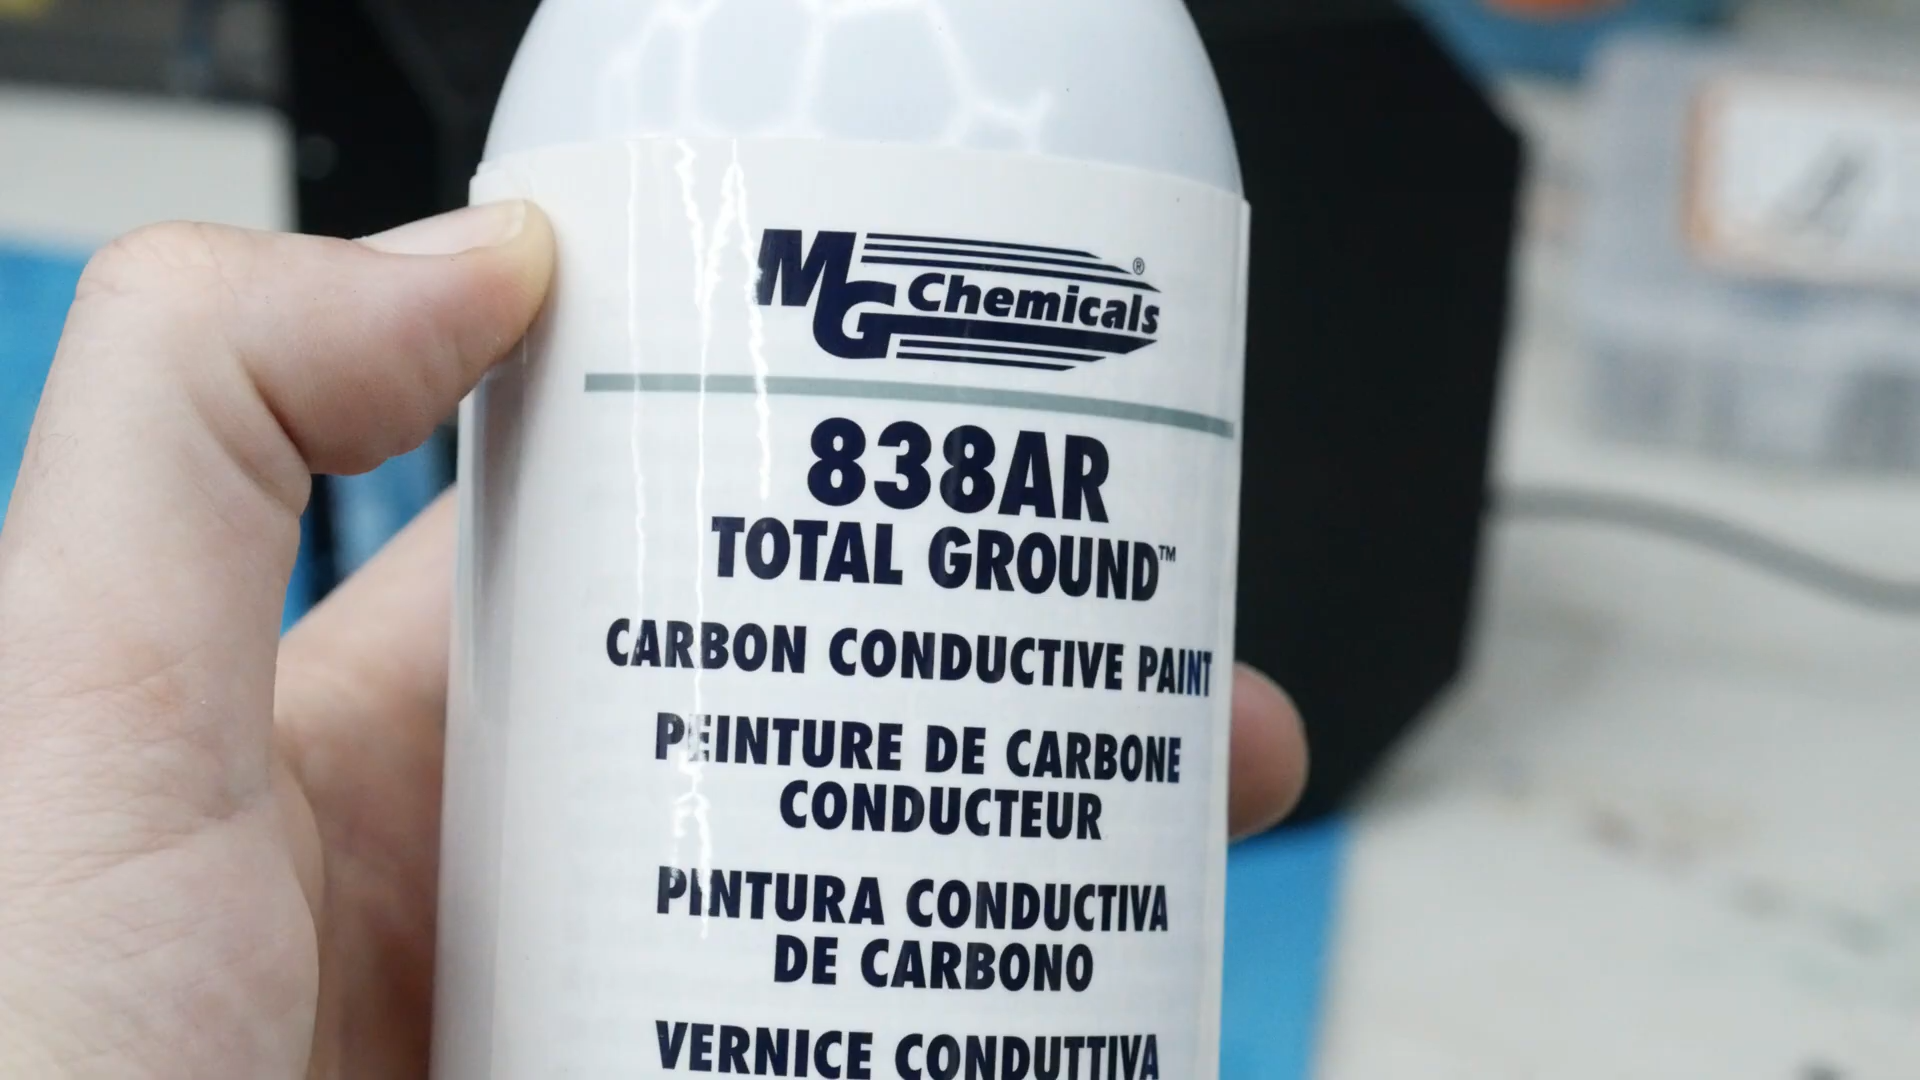 MG Chemicals®
838AR
TOTAL GROUND™
CARBON CONDUCTIVE PAINT
PEINTURE DE CARBONE
CONDUCTEUR
PINTURA CONDUCTIVA
DE CARBONO
VERNICE CONDUTTIVA